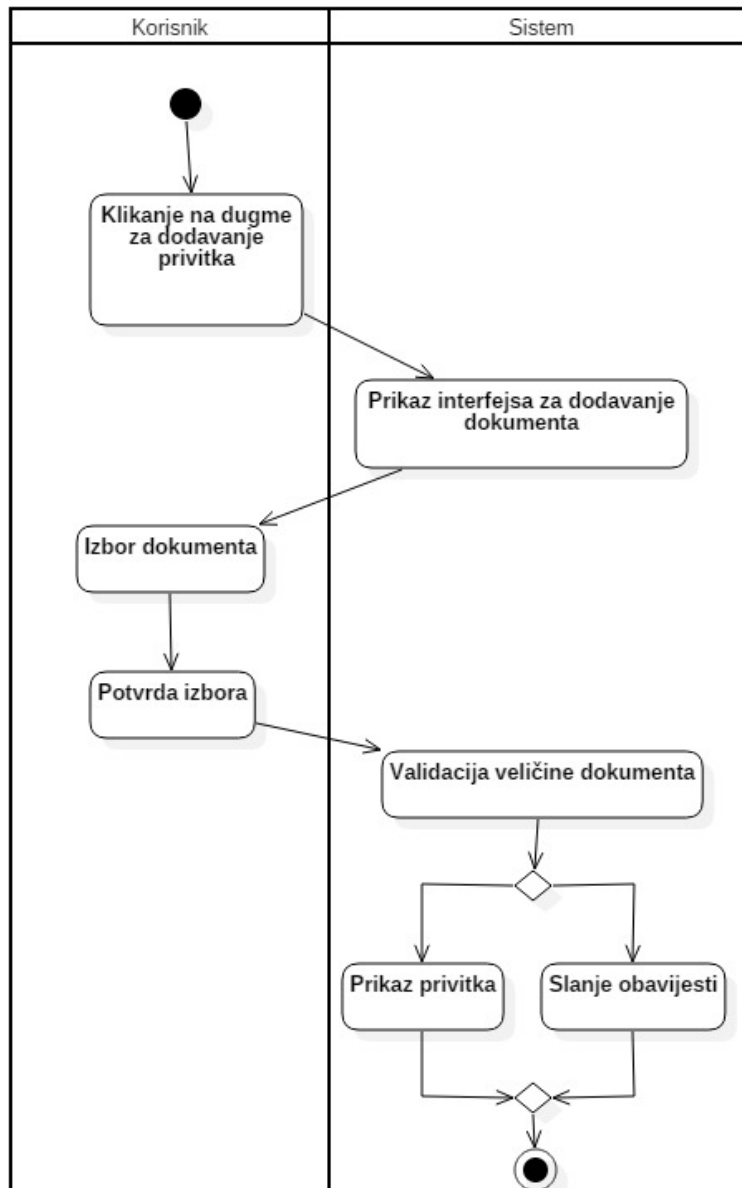 Korisnik
Sistem
Klikanje na dugme
za dodavanje
privitka
Prikaz interfejsa za dodavanje
dokumenta
Izbor dokumenta
Potvrda izbora
Validacija veličine dokumenta
Prikaz privitka
Slanje obavijesti